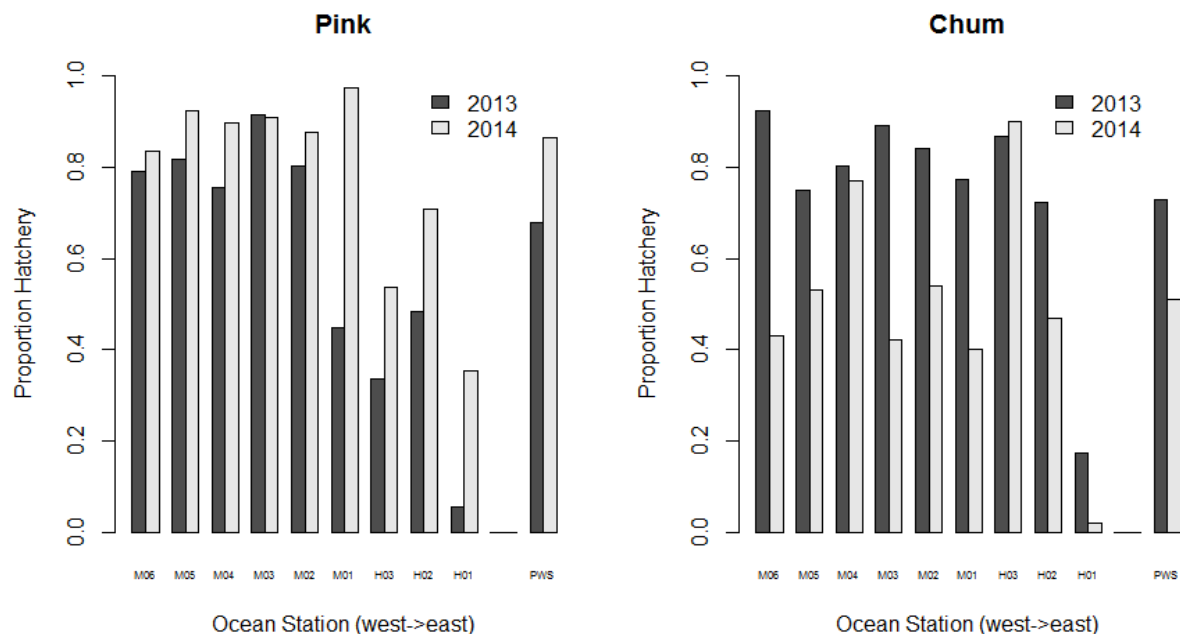 Pink
Proportion Hatchery
1.0
0.8
0.6
0.4
0.2
0.0
2013
2014
M06 M05 M04 M03 M02 M01 H03 H02 H01 PWS
Ocean Station (west->east)
Chum
Proportion Hatchery
1.0
0.8
0.6
0.4
0.2
0.0
2013
2014
M06 M05 M04 M03 M02 M01 H03 H02 H01 PWS
Ocean Station (west->east)